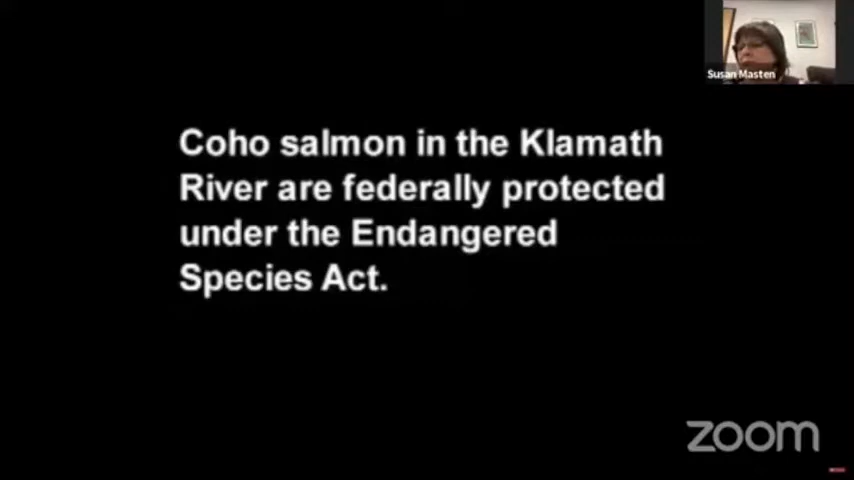 Susan Masten
Coho salmon in the Klamath
River are federally protected
under the Endangered
Species Act.
zoom